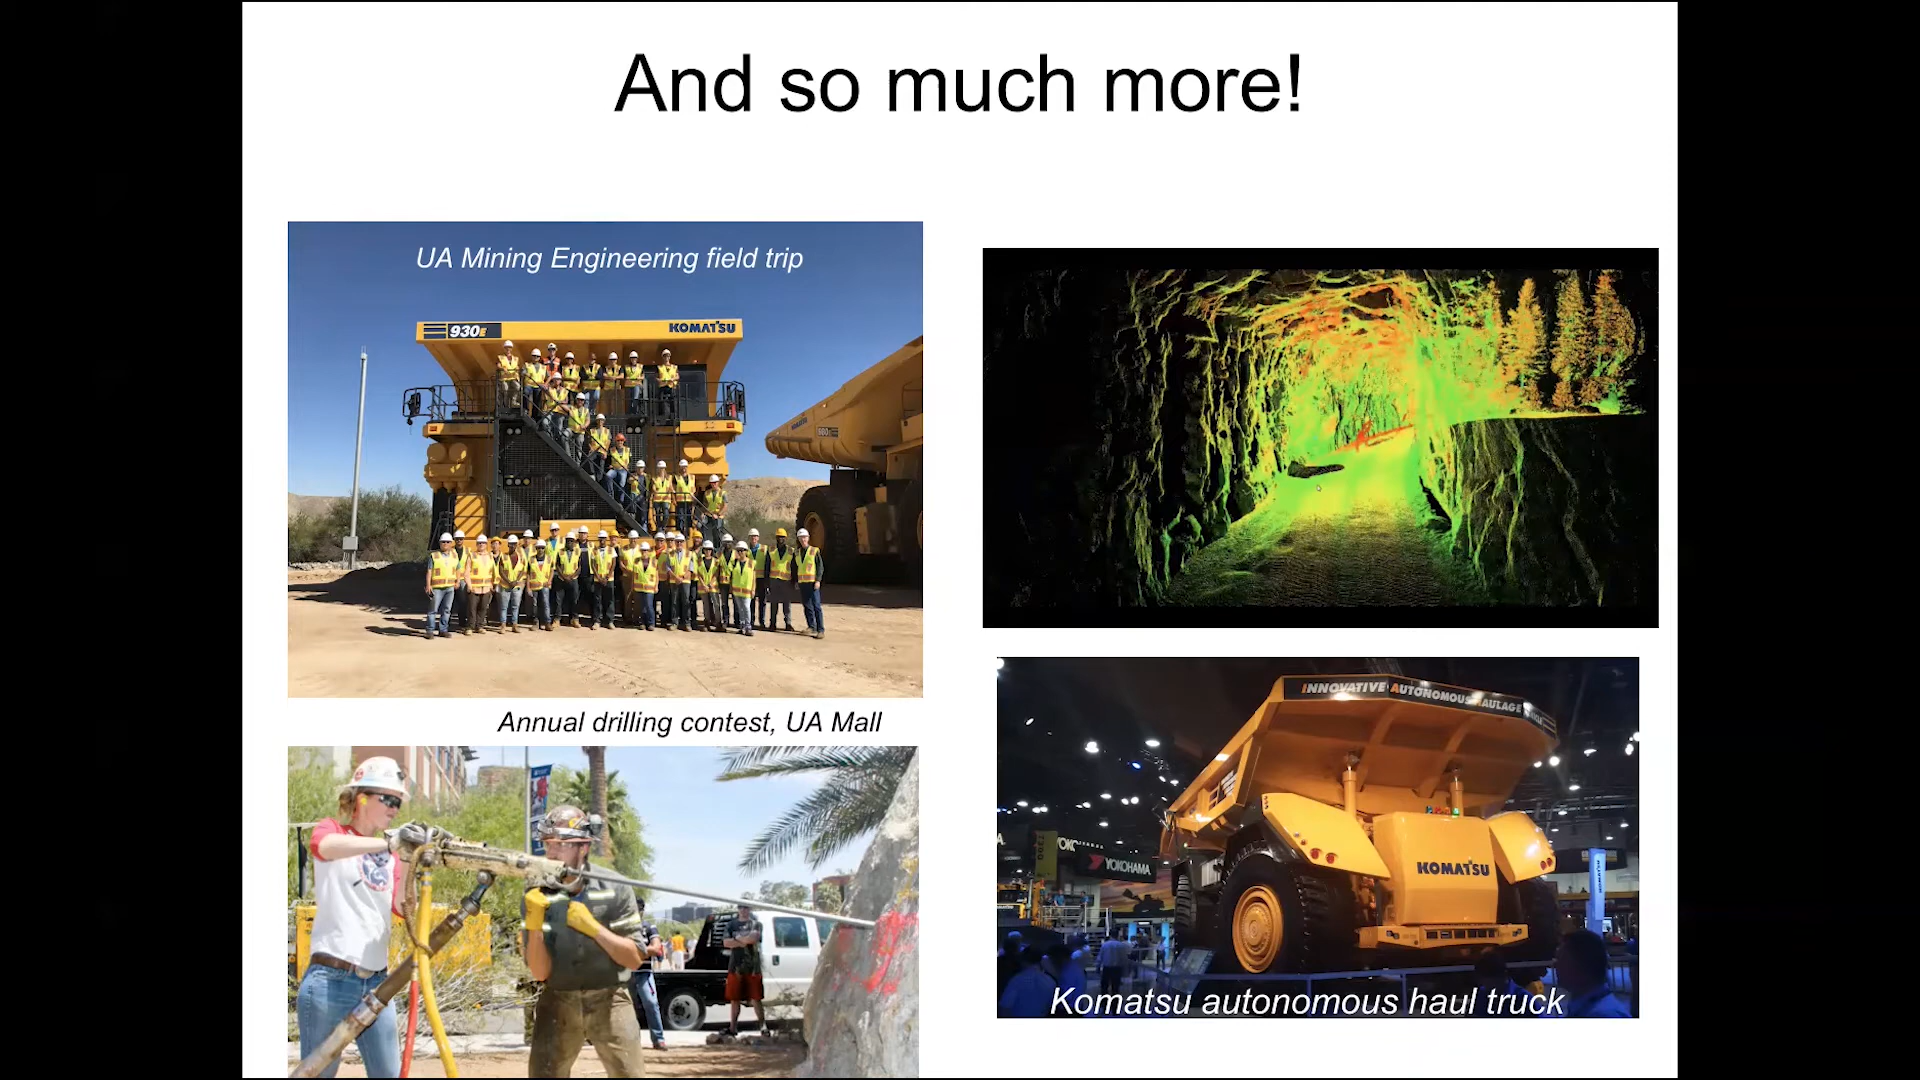 And so much more!
UA Mining Engineering field trip
930E
KOMATSU
Annual drilling contest, UA Mall
INNOVATIVE AUTONOMOUS HAULAGE VEHICLE
YOKOHAMA
KOMATSU
Komatsu autonomous haul truck